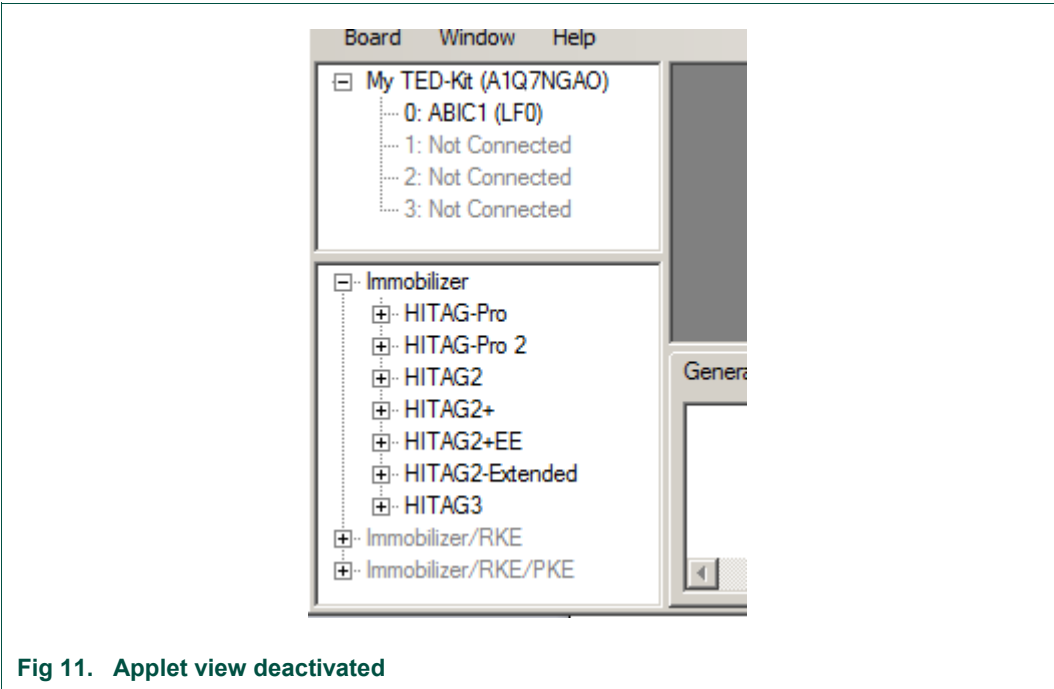 Board Window Help
My TED-Kit (A1Q7NGAO)
0: ABIC1 (LF0)
1: Not Connected
2: Not Connected
3: Not Connected
Immobilizer
HITAG-Pro
HITAG-Pro 2
HITAG2
HITAG2+
HITAG2+EE
HITAG2-Extended
HITAG3
Immobilizer/RKE
Immobilizer/RKE/PKE
Genera
Fig 11. Applet view deactivated